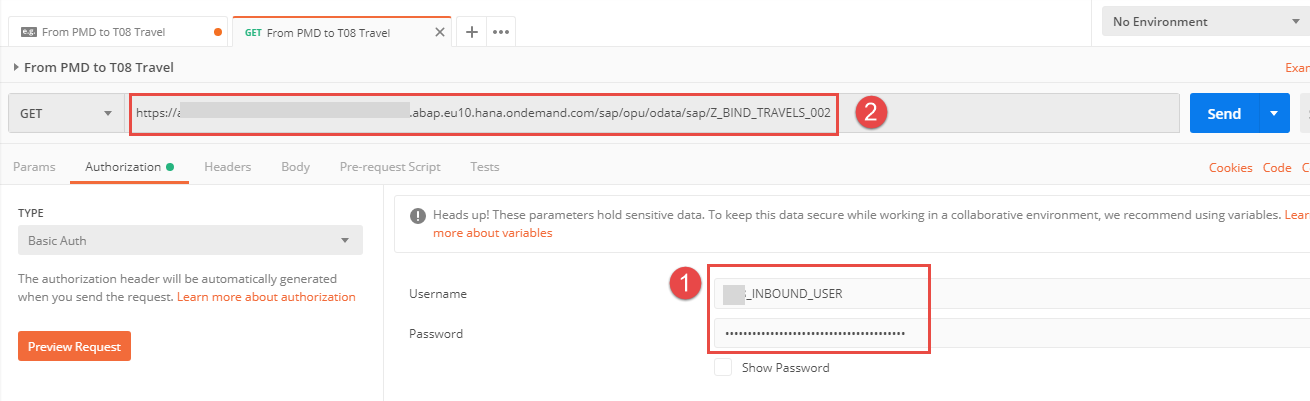 e.g. From PMD to T08 Travel
GET From PMD to T08 Travel
No Environment
From PMD to T08 Travel
Exam
GET
https://a .abap.eu10.hana.ondemand.com/sap/opu/odata/sap/Z_BIND_TRAVELS_002
2
Send
Params Authorization Headers Body Pre-request Script Tests
Cookies Code C
TYPE
Basic Auth
The authorization header will be automatically generated
when you send the request. Learn more about authorization
Preview Request
Heads up! These parameters hold sensitive data. To keep this data secure while working in a collaborative environment, we recommend using variables. Lear
more about variables
1
Username
_INBOUND_USER
Password
Show Password